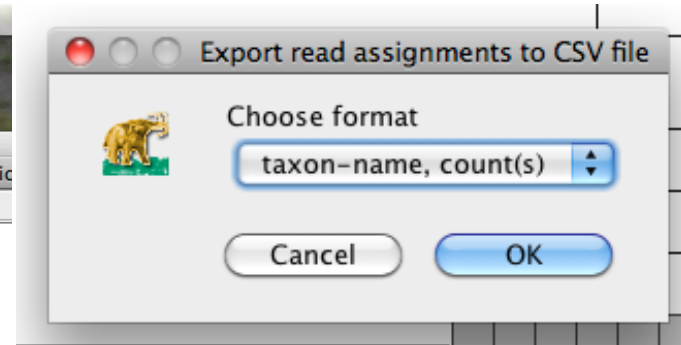 Export read assignments to CSV file
Choose format
taxon-name, count(s)
Cancel
OK